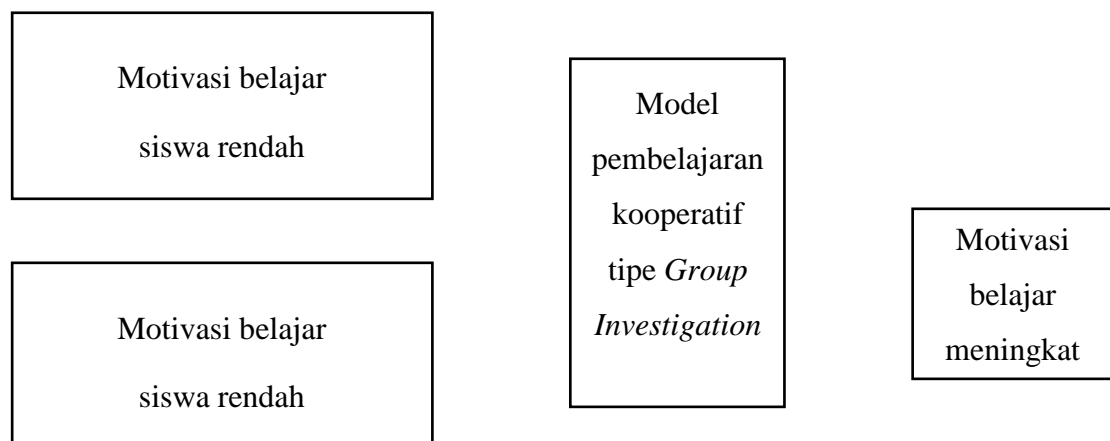 Motivasi belajar
siswa rendah
Motivasi belajar
siswa rendah
Model
pembelajaran
kooperatif
tipe Group
Investigation
Motivasi
belajar
meningkat